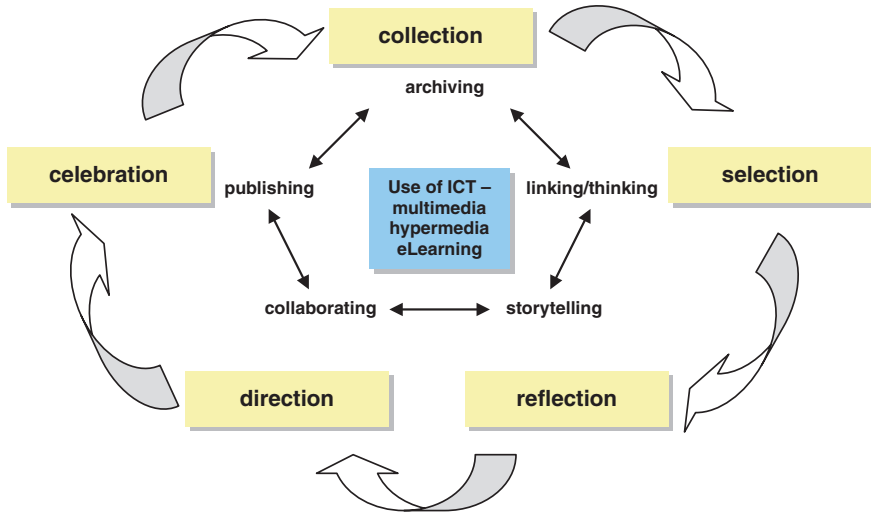 collection
archiving
celebration
publishing
Use of ICT –
multimedia
hypermedia
eLearning
linking/thinking
selection
collaborating
storytelling
direction
reflection